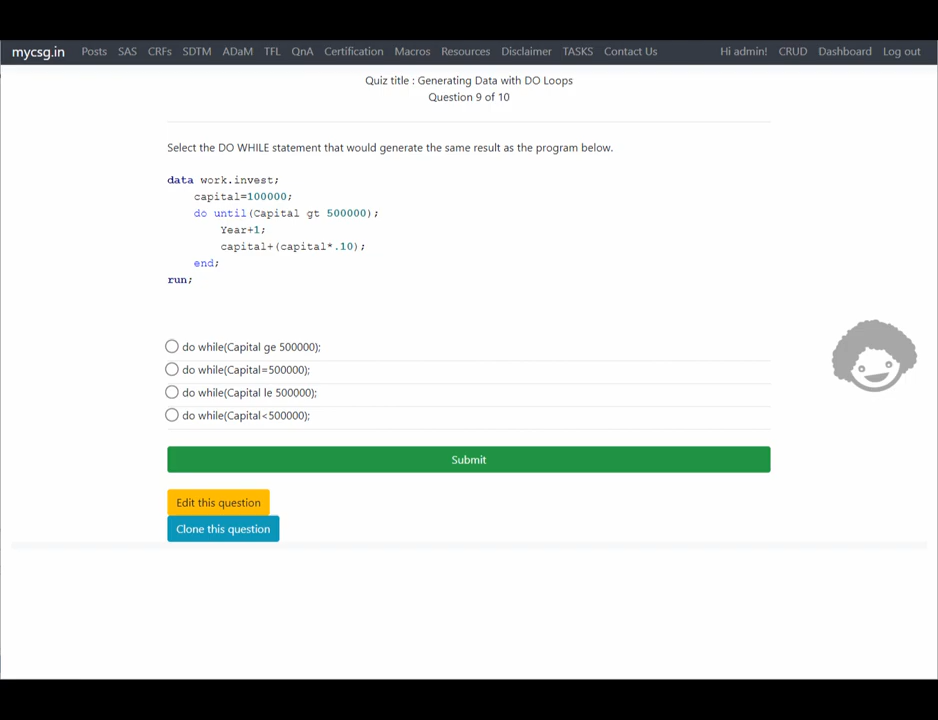 mycsg.in Posts SAS CRFs SDTM ADaM TFL QnA Certification Macros Resources Disclaimer TASKS Contact Us Hi admin! CRUD Dashboard Log out
Quiz title : Generating Data with DO Loops
Question 9 of 10
Select the DO WHILE statement that would generate the same result as the program below.
data work.invest;
capital=100000;
do until(Capital gt 500000);
Year+1;
capital+(capital*.10);
end;
run;
do while(Capital ge 500000);
do while(Capital=500000);
do while(Capital le 500000);
do while(Capital<500000);
Submit
Edit this question
Clone this question